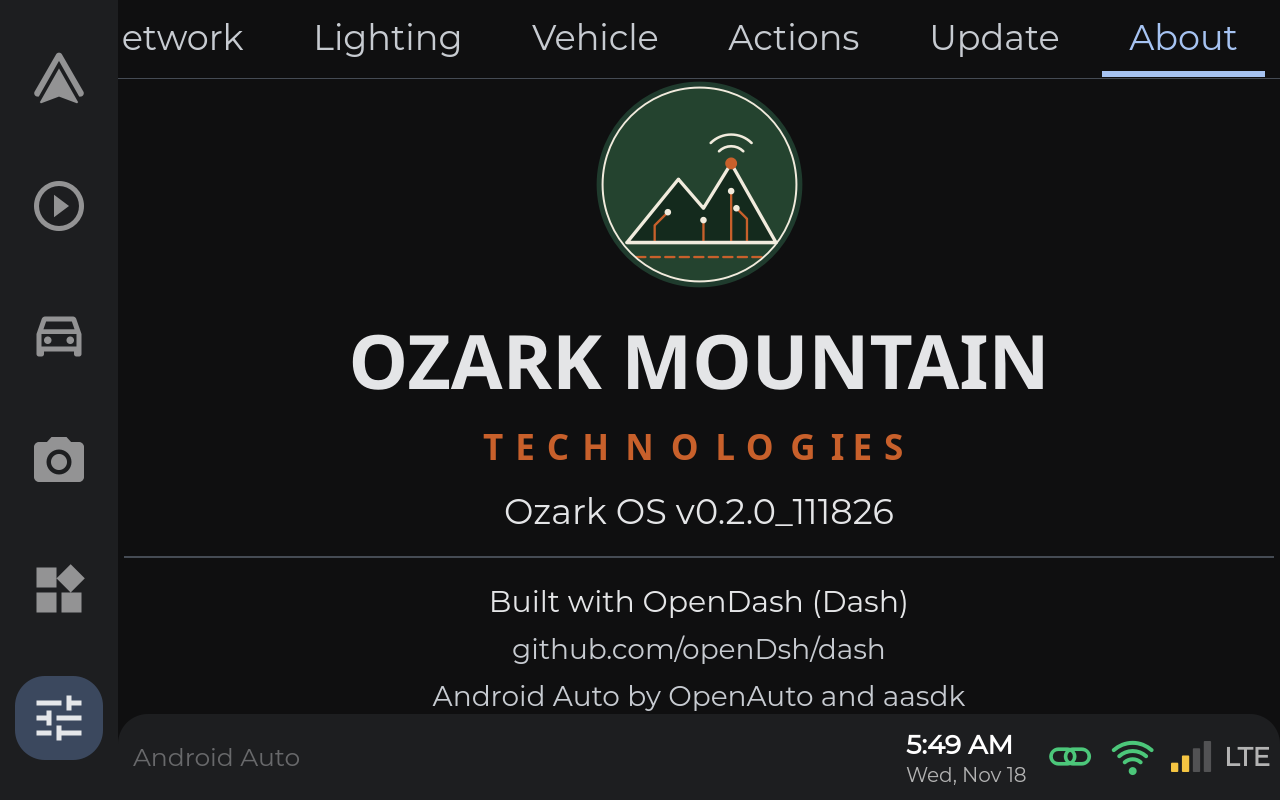 etwork Lighting Vehicle Actions Update About
OZARK MOUNTAIN
TECHNOLOGIES
Ozark OS v0.2.0_111826
Built with OpenDash (Dash)
github.com/openDsh/dash
Android Auto by OpenAuto and aasdk
Android Auto
5:49 AM
Wed, Nov 18
LTE